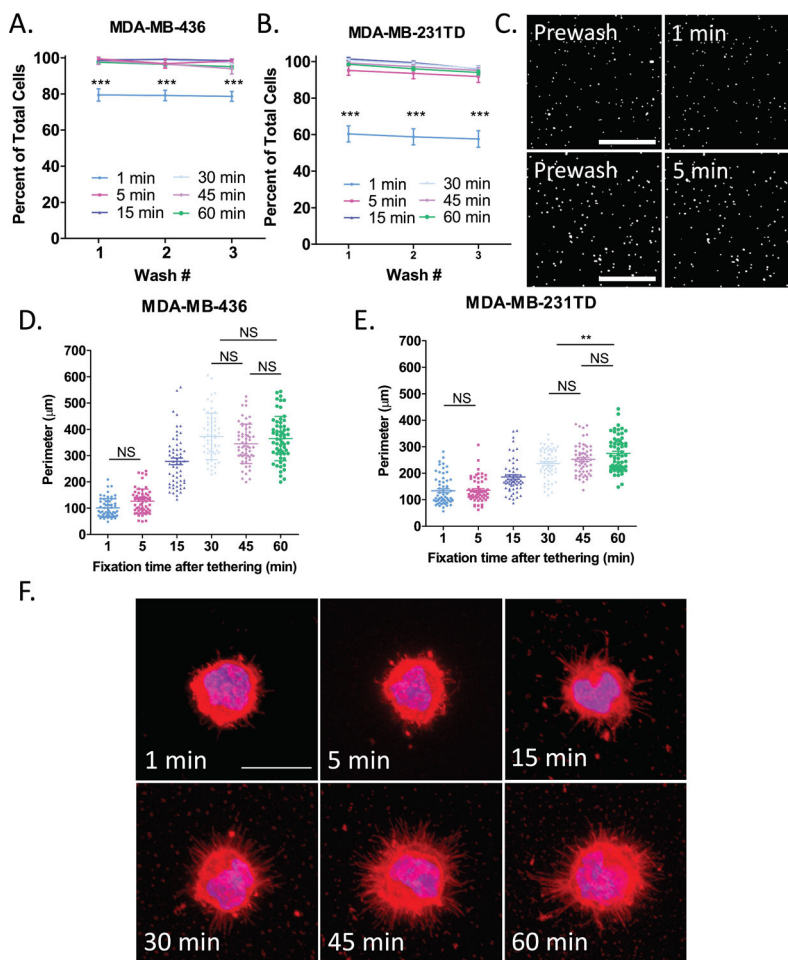 A.
MDA-MB-436
Percent of Total Cells
100
80
60
40
20
0
***
***
***
1 min
5 min
15 min
30 min
45 min
60 min
1
2
3
Wash #
B.
MDA-MB-231TD
Percent of Total Cells
100
80
60
40
20
0
***
***
***
1 min
5 min
15 min
30 min
45 min
60 min
1
2
3
Wash #
C.
Prewash
1 min
Prewash
5 min
D.
MDA-MB-436
Perimeter (µm)
700
600
500
400
300
200
100
0
NS
NS
NS
NS
1
5
15
30
45
60
Fixation time after tethering (min)
E.
MDA-MB-231TD
Perimeter (µm)
700
600
500
400
300
200
100
0
NS
**
NS
NS
1
5
15
30
45
60
Fixation time after tethering (min)
F.
1 min
5 min
15 min
30 min
45 min
60 min